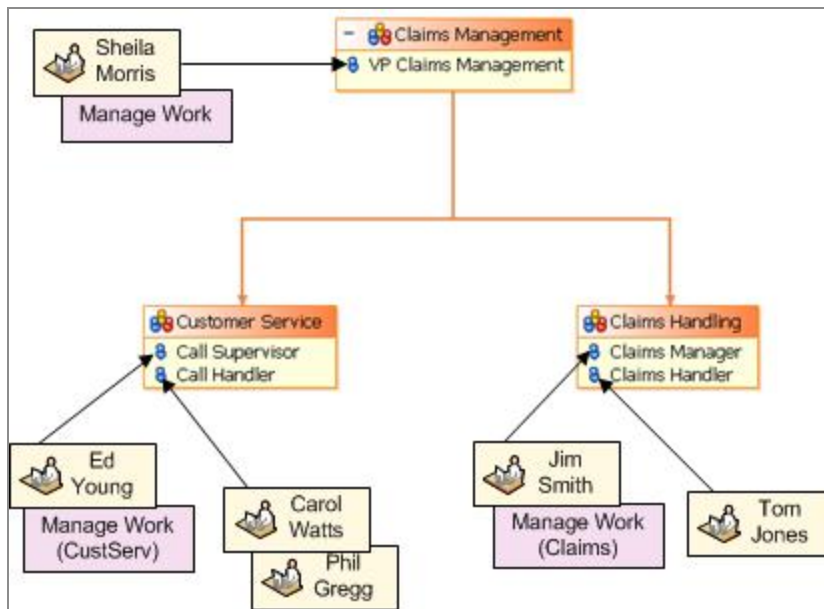 Sheila
Morris
Manage Work
Claims Management
VP Claims Management
Customer Service
Call Supervisor
Call Handler
Claims Handling
Claims Manager
Claims Handler
Ed
Young
Manage Work
(CustServ)
Carol
Watts
Phil
Gregg
Jim
Smith
Manage Work
(Claims)
Tom
Jones